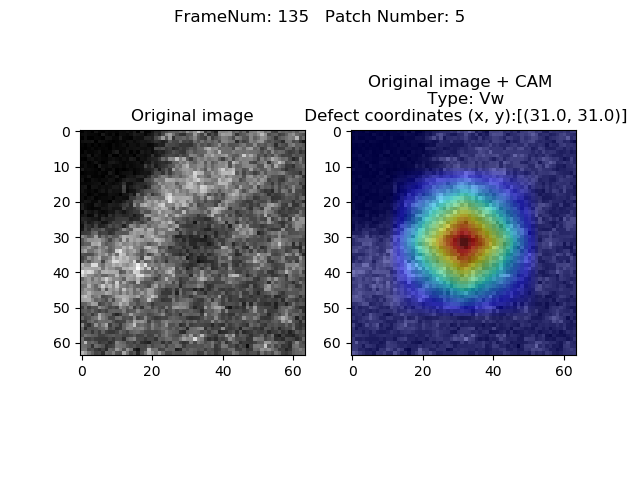 FrameNum: 135   Patch Number: 5
Original image
Original image + CAM
Type: Vw
Defect coordinates (x, y):[(31.0, 31.0)]
0
10
20
30
40
50
60
0 20 40 60
0
10
20
30
40
50
60
0 20 40 60